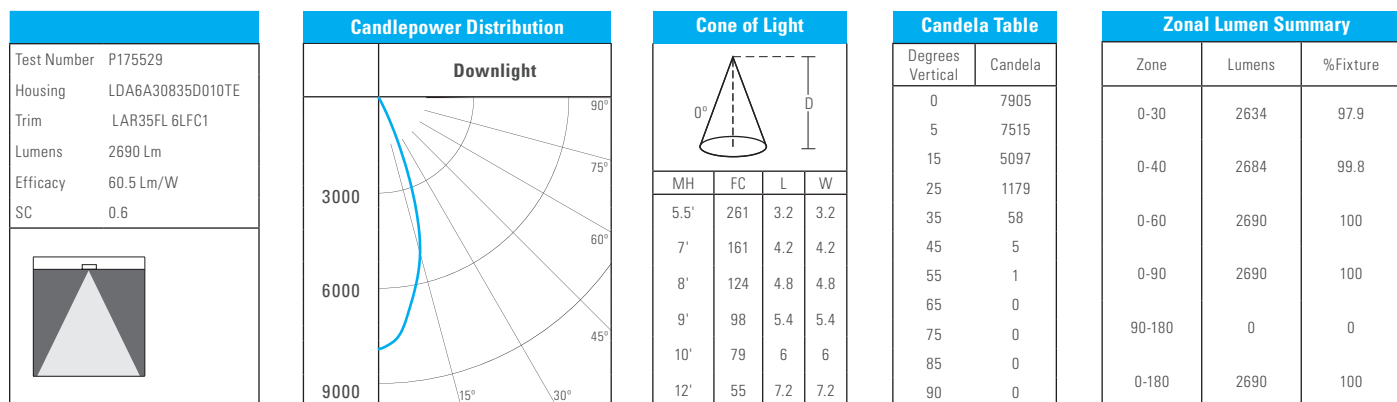 Test Number P175529
Housing LDA6A30835D010TE
Trim LAR35FL 6LFC1
Lumens 2690 Lm
Efficacy 60.5 Lm/W
SC 0.6
Candlepower Distribution
Downlight
90°
75°
3000
60°
6000
45°
9000
15°
30°
Cone of Light
0°
D
MH FC L W
5.5' 261 3.2 3.2
7' 161 4.2 4.2
8' 124 4.8 4.8
9' 98 5.4 5.4
10' 79 6 6
12' 55 7.2 7.2
Candela Table
Degrees
Vertical
Candela
0 7905
5 7515
15 5097
25 1179
35 58
45 5
55 1
65 0
75 0
85 0
90 0
Zonal Lumen Summary
Zone Lumens %Fixture
0-30 2634 97.9
0-40 2684 99.8
0-60 2690 100
0-90 2690 100
90-180 0 0
0-180 2690 100